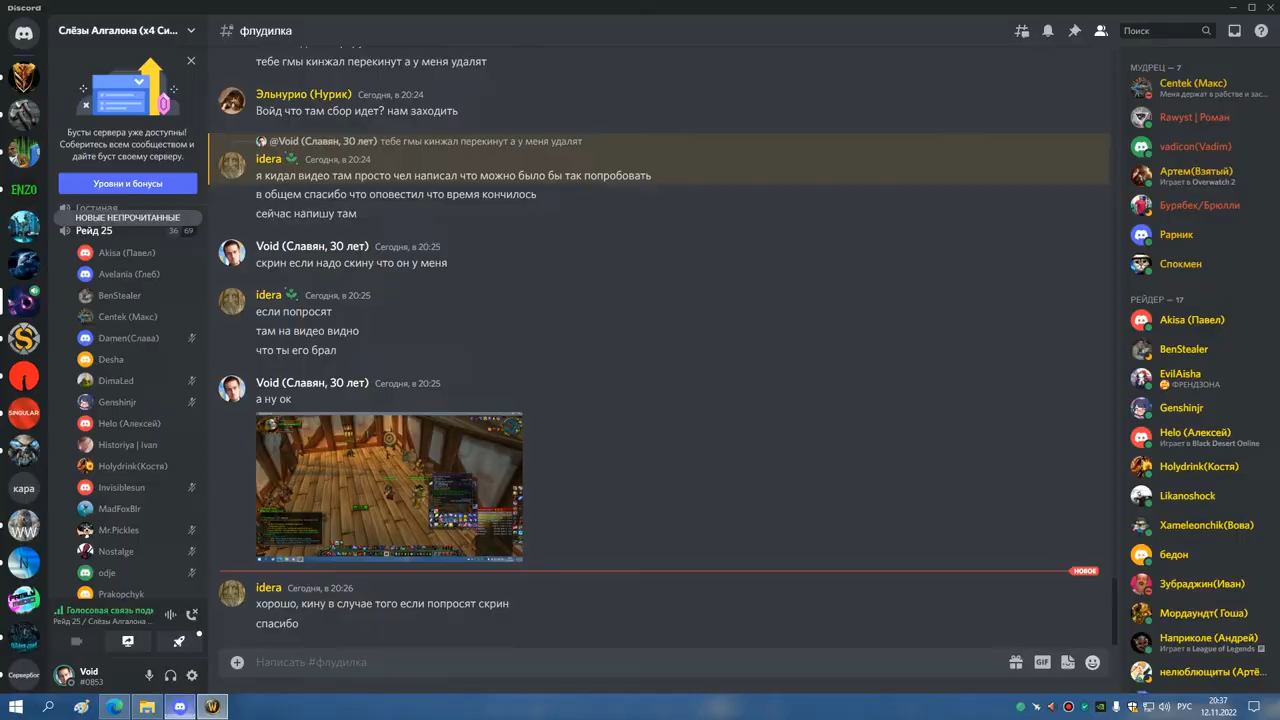 Discord
Слёзы Алгалона (x4 Си...
флудилка
Поиск
Бусты сервера уже доступны!
Соберитесь всем сообществом и
дайте буст своему серверу.
Уровни и бонусы
Гостиная
НОВЫЕ НЕПРОЧИТАННЫЕ
Рейд 25
36 69
Akisa (Павел)
Avelania (Глеб)
BenStealer
Centek (Макс)
Damen(Слава)
Desha
DimaLed
Genshinjr
Helo (Алексей)
Historiya | Ivan
Holydrink(Костя)
Invisiblesun
MadFoxBlr
Mr.Pickles
Nostalge
odje
Prakopchyk
Голосовая связь подк
Рейд 25 / Слёзы Алгалона ...
Void
#0853
ENZO
SINGULAR
кара
Сервербог
тебе гмы кинжал перекинут а у меня удалят
Эльнурио (Нурик) Сегодня, в 20:24
Войд что там сбор идет? нам заходить
@Void (Славян, 30 лет) тебе гмы кинжал перекинут а у меня удалят
idera Сегодня, в 20:24
я кидал видео там просто чел написал что можно было бы так попробовать
в общем спасибо что оповестил что время кончилось
сейчас напишу там
Void (Славян, 30 лет) Сегодня, в 20:25
скрин если надо скину что он у меня
idera Сегодня, в 20:25
если попросят
там на видео видно
что ты его брал
Void (Славян, 30 лет) Сегодня, в 20:25
а ну ок
НОВОЕ
idera Сегодня, в 20:26
хорошо, кину в случае того если попросят скрин
спасибо
Написать #флудилка
GIF
МУДРЕЦ — 7
Centek (Макс)
Меня держат в рабстве и зас...
Rawyst | Роман
vadicon(Vadim)
Артем(Взятый)
Играет в Overwatch 2
Бурябек/Брюлли
Рарник
Спокмен
РЕЙДЕР — 17
Akisa (Павел)
BenStealer
EvilAisha
ФРЕНДЗОНА
Genshinjr
Helo (Алексей)
Играет в Black Desert Online
Holydrink(Костя)
Likanoshock
Xameleonchik(Вова)
бедон
Зубраджин(Иван)
Мордаундт( Гоша)
Наприколе (Андрей)
Играет в League of Legends
нелюблющиты (Артё...
РУС
20:37
12.11.2022